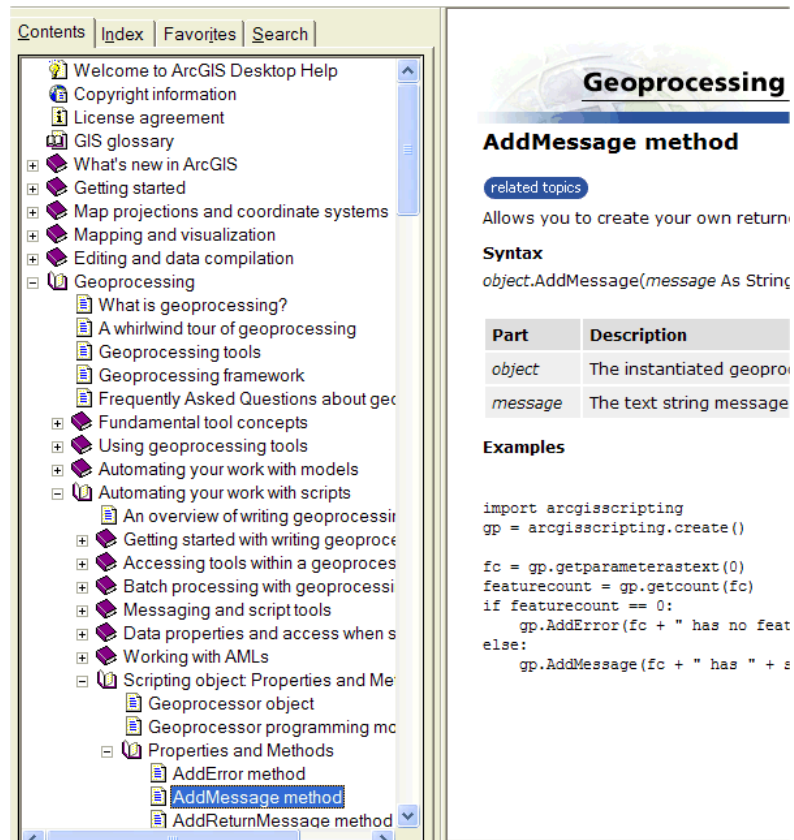 Contents Index Favorites Search
Welcome to ArcGIS Desktop Help
Copyright information
License agreement
GIS glossary
What's new in ArcGIS
Getting started
Map projections and coordinate systems
Mapping and visualization
Editing and data compilation
Geoprocessing
What is geoprocessing?
A whirlwind tour of geoprocessing
Geoprocessing tools
Geoprocessing framework
Frequently Asked Questions about geo
Fundamental tool concepts
Using geoprocessing tools
Automating your work with models
Automating your work with scripts
An overview of writing geoprocessin
Getting started with writing geoproce
Accessing tools within a geoproces
Batch processing with geoprocessi
Messaging and script tools
Data properties and access when s
Working with AMLs
Scripting object: Properties and Me
Geoprocessor object
Geoprocessor programming mo
Properties and Methods
AddError method
AddMessage method
AddReturnMessage method
Geoprocessing
AddMessage method
related topics
Allows you to create your own return
Syntax
object.AddMessage(message As String
Part Description
object The instantiated geopro
message The text string message
Examples
import arcgisscripting
gp = arcgisscripting.create()
fc = gp.getparameterastext(0)
featurecount = gp.getcount(fc)
if featurecount == 0:
gp.AddError(fc + " has no feat
else:
gp.AddMessage(fc + " has " + s